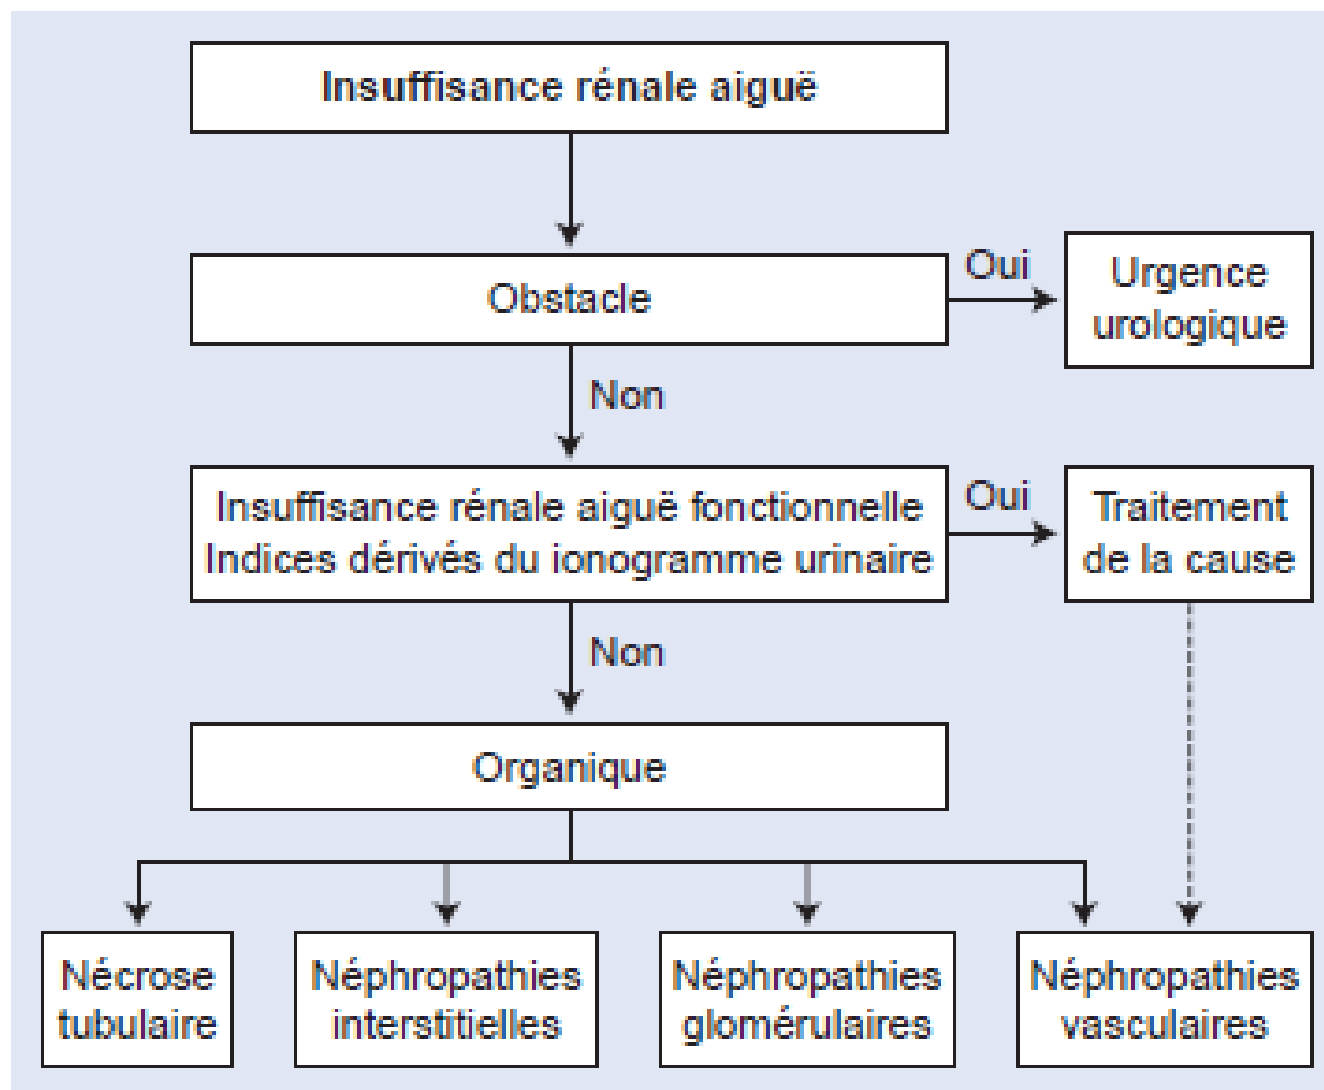 Insuffisance rénale aiguë
Obstacle
Oui
Urgence
urologique
Non
Insuffisance rénale aiguë fonctionnelle
Indices dérivés du ionogramme urinaire
Oui
Traitement
de la cause
Non
Organique
Nécrose
tubulaire
Néphropathies
interstitielles
Néphropathies
glomérulaires
Néphropathies
vasculaires